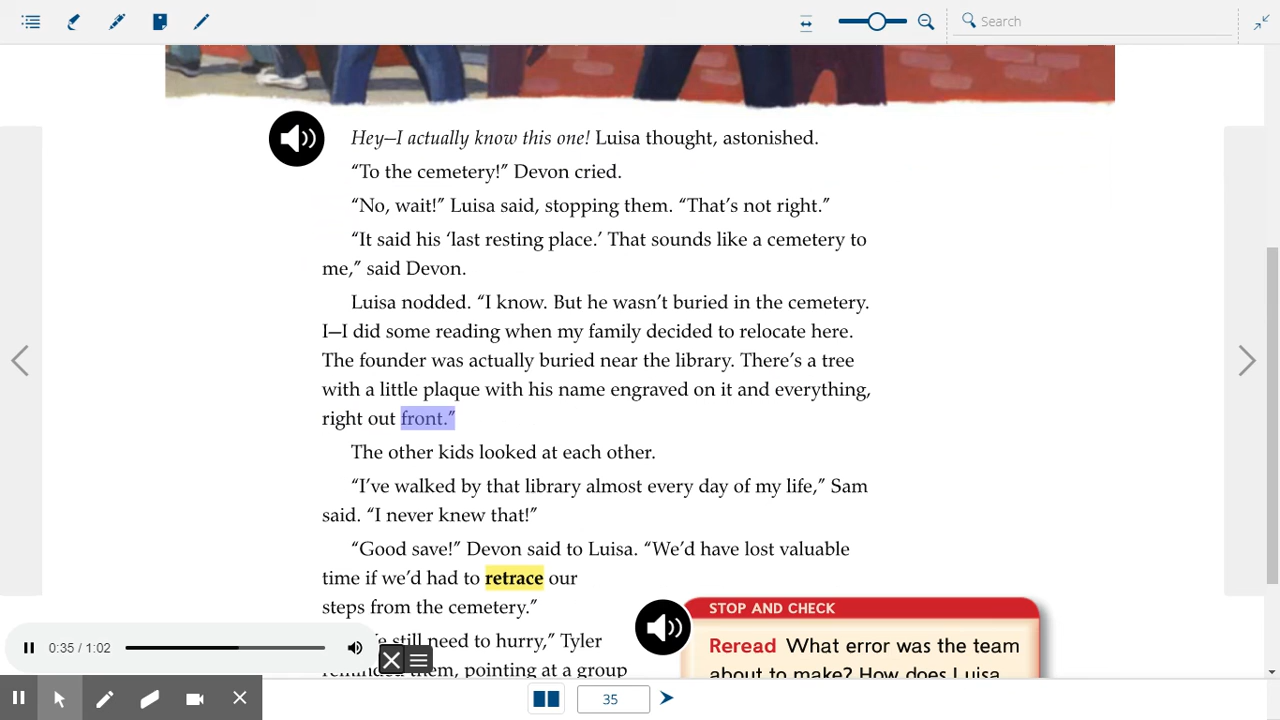 Search
Hey—I actually know this one! Luisa thought, astonished.
“To the cemetery!” Devon cried.
“No, wait!” Luisa said, stopping them. “That’s not right.”
“It said his ‘last resting place.’ That sounds like a cemetery to
me,” said Devon.
Luisa nodded. “I know. But he wasn’t buried in the cemetery.
I—I did some reading when my family decided to relocate here.
The founder was actually buried near the library. There’s a tree
with a little plaque with his name engraved on it and everything,
right out front.”
The other kids looked at each other.
“I’ve walked by that library almost every day of my life,” Sam
said. “I never knew that!”
“Good save!” Devon said to Luisa. “We’d have lost valuable
time if we’d had to retrace our
steps from the cemetery.”
still need to hurry,” Tyler
reminded them, pointing at a group
STOP AND CHECK
Reread What error was the team
about to make? How does Luisa
0:35 / 1:02
35